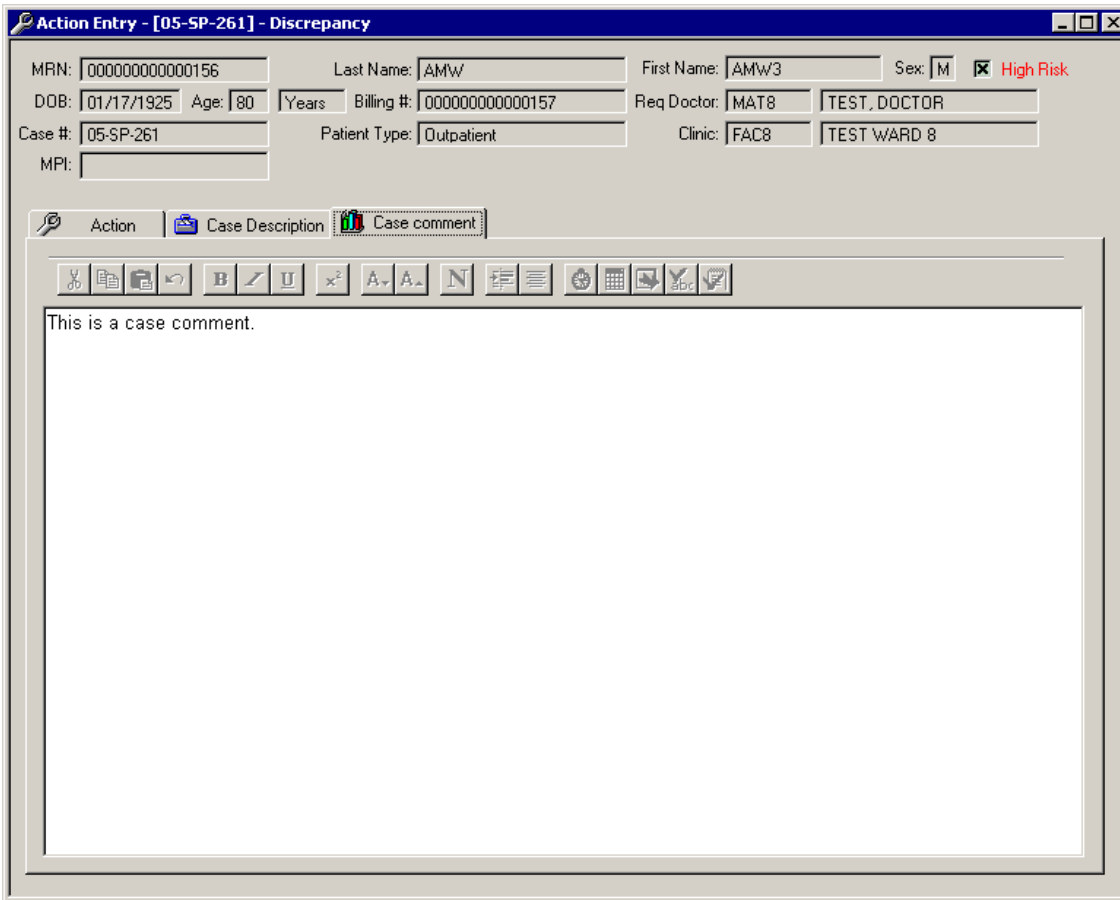 Action Entry - [05-SP-261] - Discrepancy
MRN: 000000000000156 Last Name: AMW First Name: AMW3 Sex: M High Risk
DOB: 01/17/1925 Age: 80 Years Billing #: 000000000000157 Req Doctor: MAT8 TEST, DOCTOR
Case #: 05-SP-261 Patient Type: Outpatient Clinic: FAC8 TEST WARD 8
MPI:
Action Case Description Case comment
B I U x² A A N abc
This is a case comment.